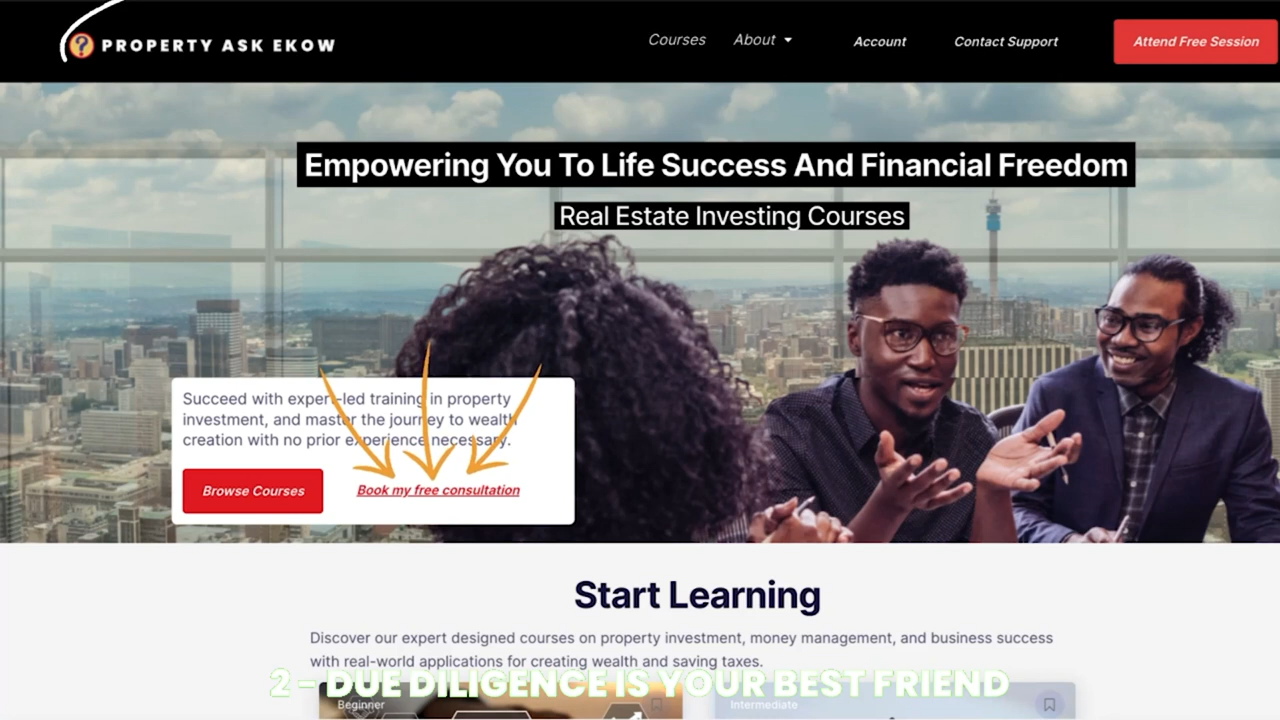 PROPERTY ASK EKOW
Courses
About
Account
Contact Support
Attend Free Session
Empowering You To Life Success And Financial Freedom
Real Estate Investing Courses
Succeed with expert-led training in property
investment, and master the journey to wealth
creation with no prior experience necessary.
Browse Courses
Book my free consultation
Start Learning
Discover our expert designed courses on property investment, money management, and business success
with real-world applications for creating wealth and saving taxes.
2 - DUE DILIGENCE IS YOUR BEST FRIEND
Beginner
Intermediate